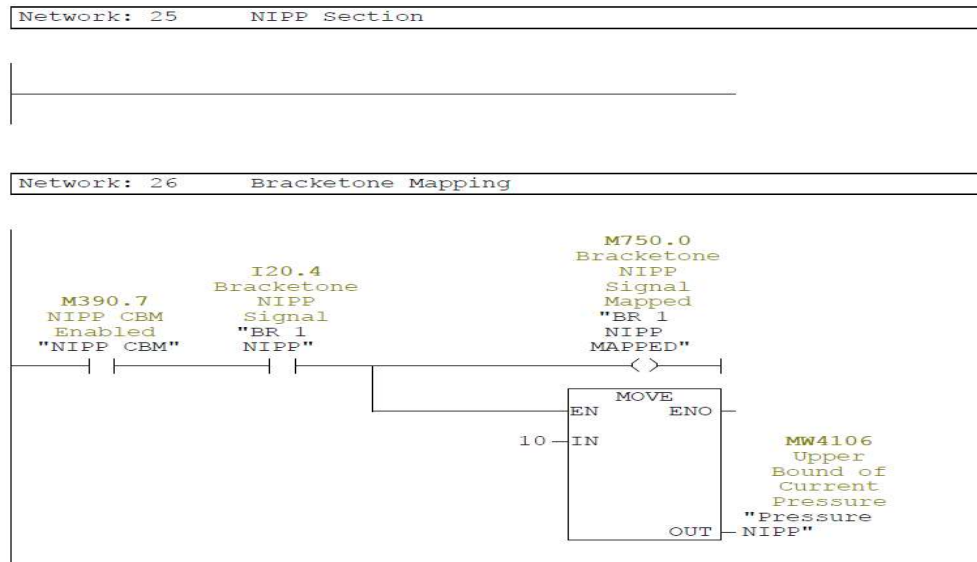 Network: 25 NIPP Section
Network: 26 Bracketone Mapping
M390.7
NIPP CBM
Enabled
"NIPP CBM"
I20.4
Bracketone
NIPP
Signal
"BR 1
NIPP"
M750.0
Bracketone
NIPP
Signal
Mapped
"BR 1
NIPP
MAPPED"
MOVE
EN ENO
10 IN
MW4106
Upper
Bound of
Current
Pressure
"Pressure
OUT NIPP"